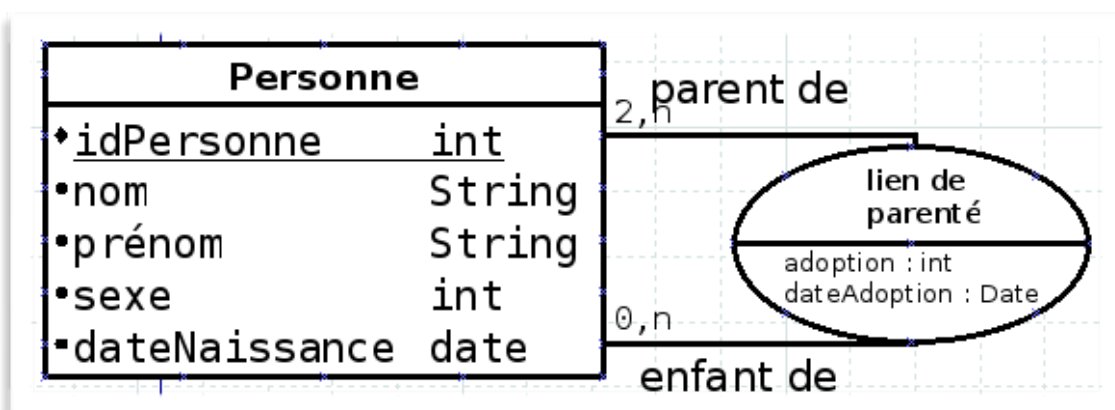 Personne
idPersonne int
nom String
prénom String
sexe int
dateNaissance date
parent de
2,n
lien de
parenté
adoption : int
dateAdoption : Date
0,n
enfant de